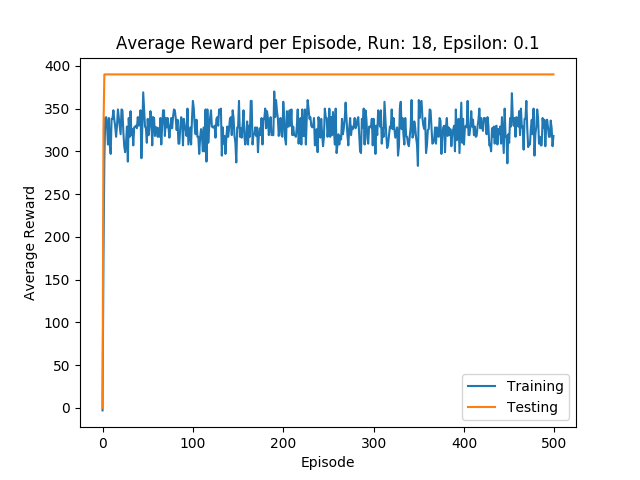 Average Reward per Episode, Run: 18, Epsilon: 0.1
Average Reward
400
350
300
250
200
150
100
50
0
0 100 200 300 400 500
Episode
Training
Testing